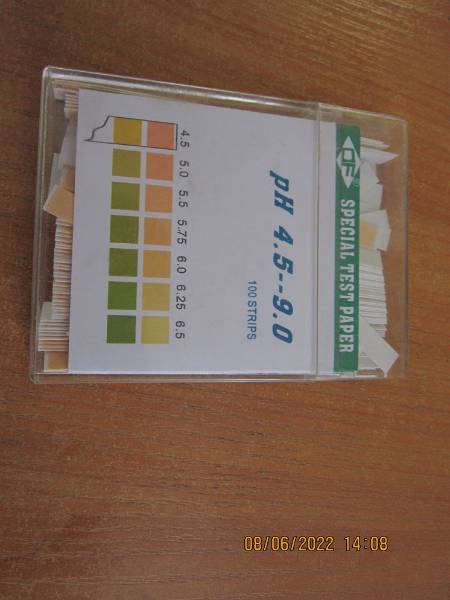 SPECIAL TEST PAPER
pH 4.5--9.0
100 STRIPS
4.5 5.0 5.5 5.75 6.0 6.25 6.5
08/06/2022 14:08